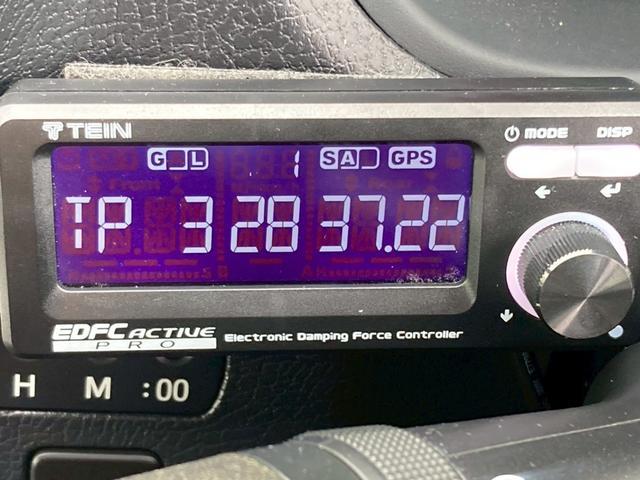 TEIN
MODE DISP
G L 1 SA GPS
TP 3 28 37.22
EDFC ACTIVE
PRO
Electronic Damping Force Controller
H M :00